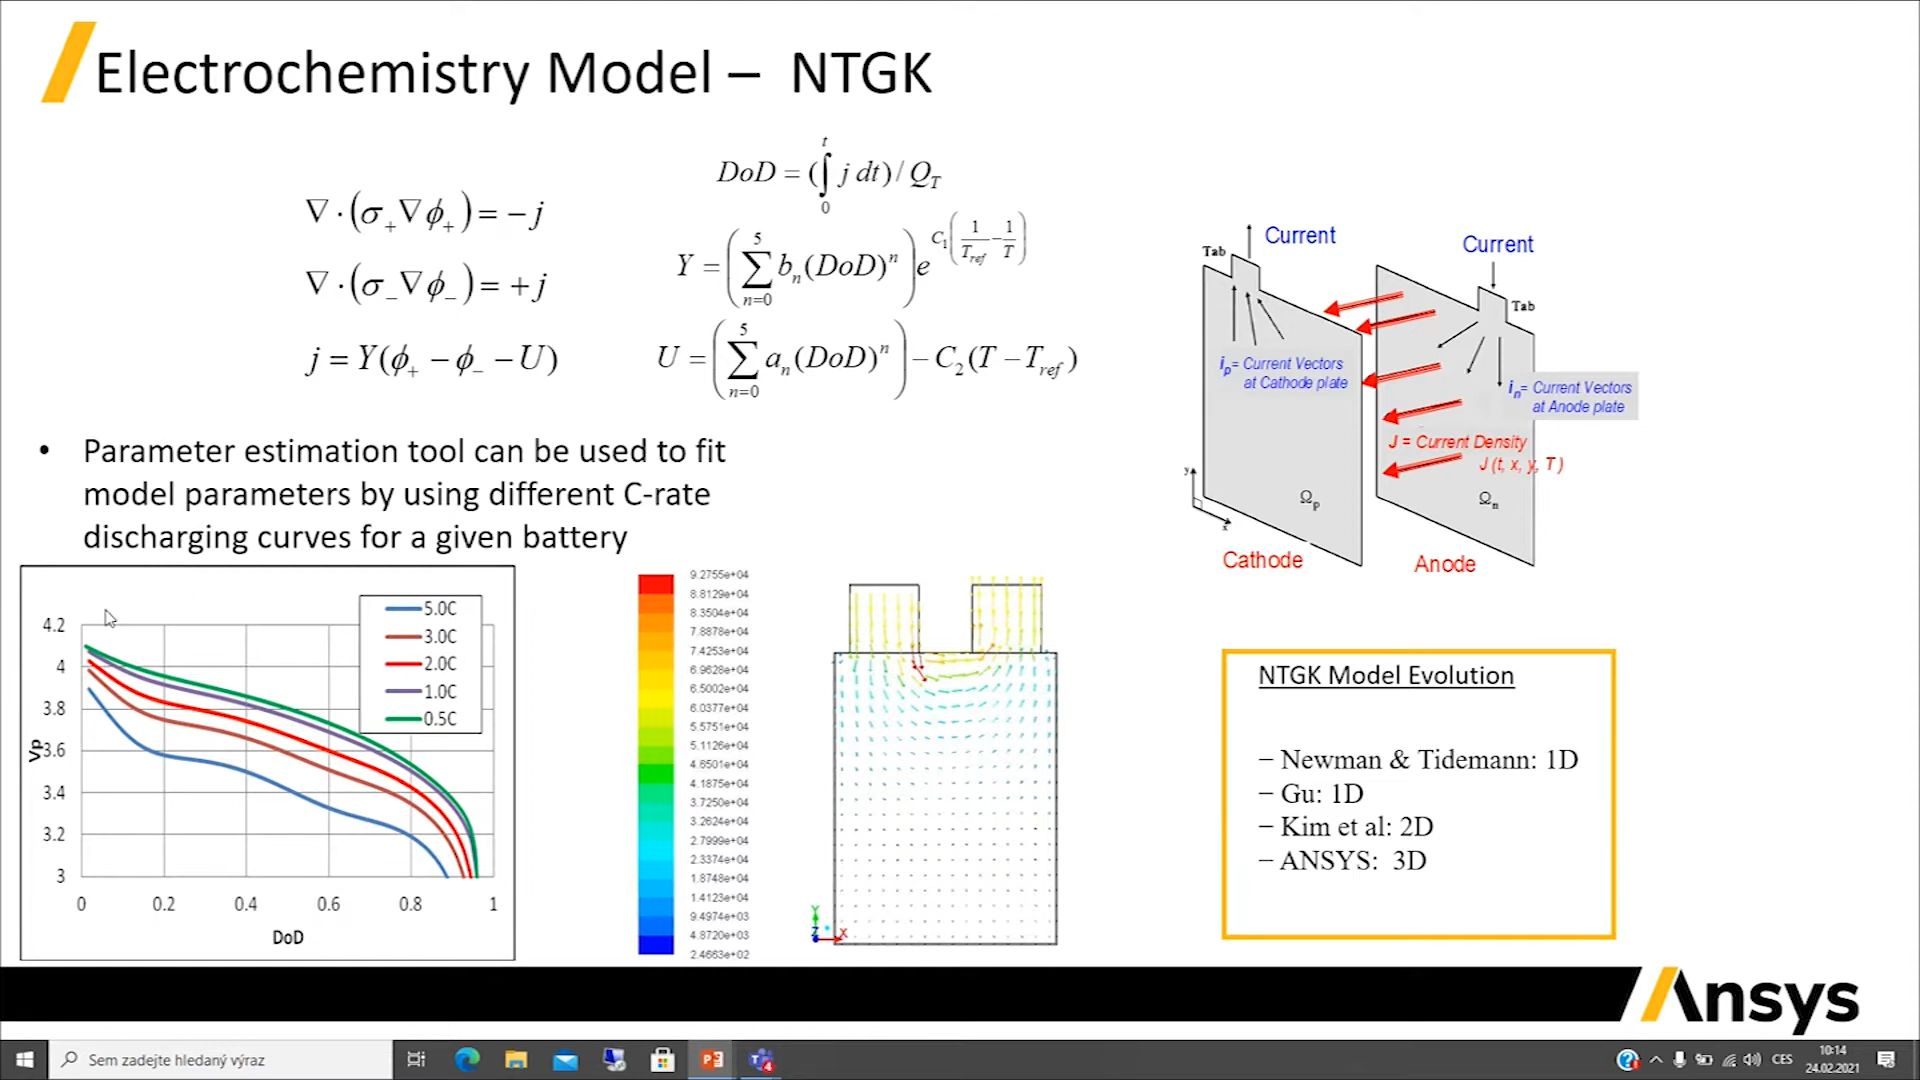 Electrochemistry Model – NTGK
∇·(σ₊∇ϕ₊) = −j
∇·(σ₋∇ϕ₋) = +j
j = Y(ϕ₊ − ϕ₋ − U)
DoD = (∫₀ᵗ j dt) / Q_T
Y = (∑_{n=0}^{5} b_n (DoD)^n) e^{C₁(1/T_ref − 1/T)}
U = (∑_{n=0}^{5} a_n (DoD)^n) − C₂(T − T_ref)
• Parameter estimation tool can be used to fit
model parameters by using different C-rate
discharging curves for a given battery
Current
Current
Tab
Tab
i_p= Current Vectors
at Cathode plate
i_n= Current Vectors
at Anode plate
J = Current Density
J (t, x, y, T )
Ω_p
Ω_n
y
x
Cathode
Anode
5.0C
3.0C
2.0C
1.0C
0.5C
4.2
4
3.8
3.6
3.4
3.2
3
Vp
0 0.2 0.4 0.6 0.8 1
DoD
9.2755e+04
8.8129e+04
8.3504e+04
7.8878e+04
7.4253e+04
6.9628e+04
6.5002e+04
6.0377e+04
5.5751e+04
5.1126e+04
4.6501e+04
4.1875e+04
3.7250e+04
3.2624e+04
2.7999e+04
2.3374e+04
1.8748e+04
1.4123e+04
9.4974e+03
4.8720e+03
2.4663e+02
Y
Z X
NTGK Model Evolution
− Newman & Tidemann: 1D
− Gu: 1D
− Kim et al: 2D
− ANSYS: 3D
Ansys
Sem zadejte hledaný výraz
CES
10:14
24.02.2021